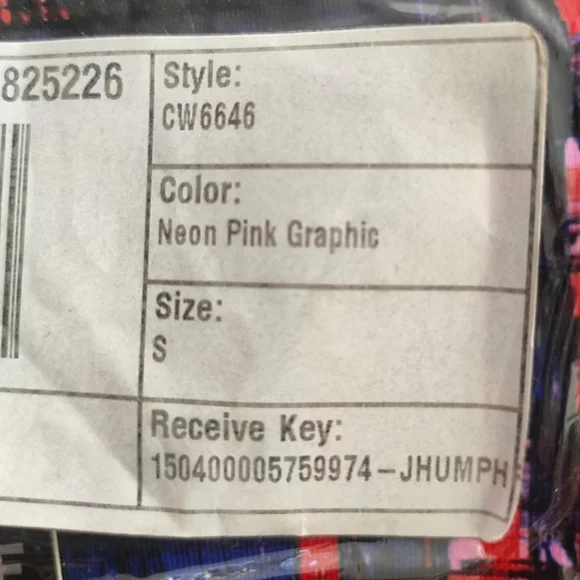 825226
Style:
CW6646
Color:
Neon Pink Graphic
Size:
S
Receive Key:
150400005759974-JHUMPH